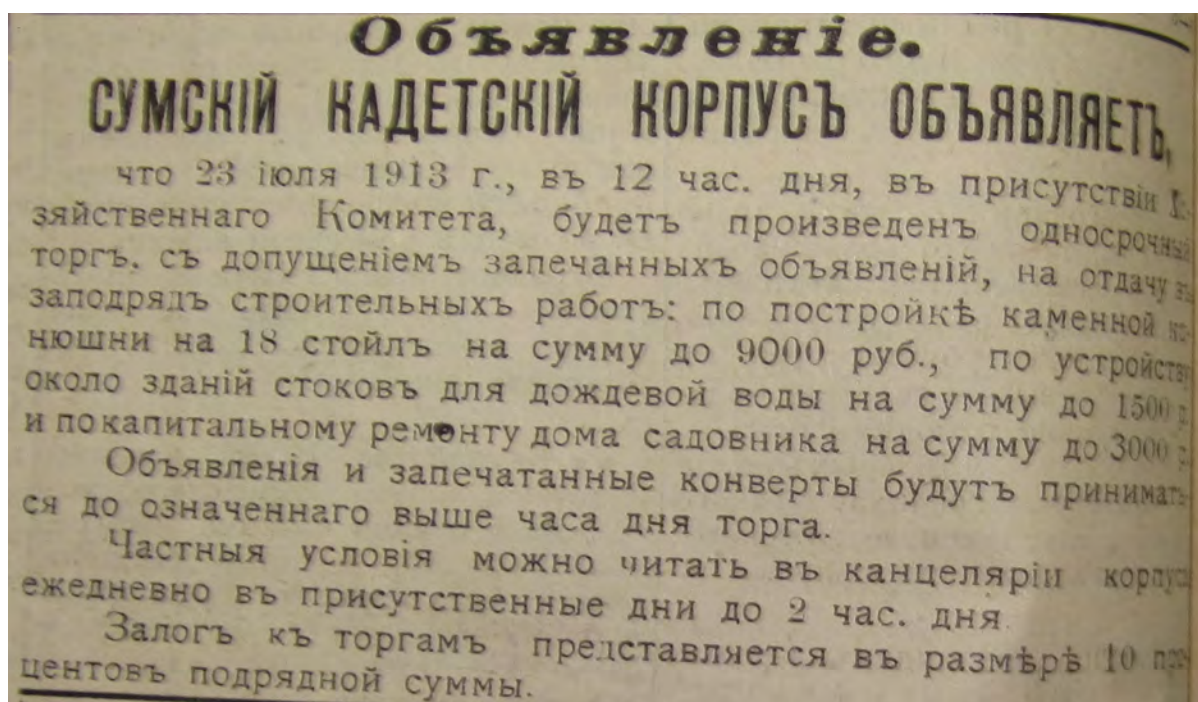 Объявленіе.
СУМСКІЙ КАДЕТСКІЙ КОРПУСЪ ОБЪЯВЛЯЕТЪ,
что 23 іюля 1913 г., въ 12 час. дня, въ присутствіи Хо-
зяйственнаго Комитета, будетъ произведенъ односрочный
торгъ. съ допущеніемъ запечанныхъ объявленій, на отдачу въ
заподрядъ строительныхъ работъ: по постройкѣ каменной ко-
нюшни на 18 стойлъ на сумму до 9000 руб., по устройству
около зданій стоковъ для дождевой воды на сумму до 1500 р.
и по капитальному ремонту дома садовника на сумму до 3000 р.
Объявленія и запечатанные конверты будутъ принимать-
ся до означеннаго выше часа дня торга.
Частныя условія можно читать въ канцеляріи корпуса
ежедневно въ присутственные дни до 2 час. дня.
Залогъ къ торгамъ представляется въ размѣрѣ 10 про-
центовъ подрядной суммы.